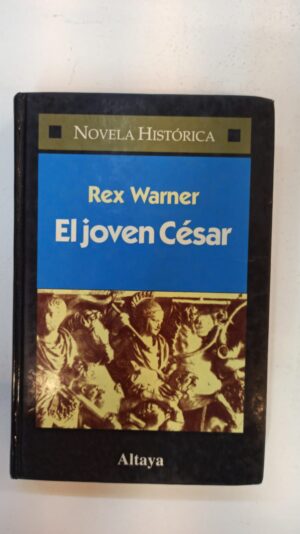 NOVELA HISTÓRICA
Rex Warner
El joven César
Altaya